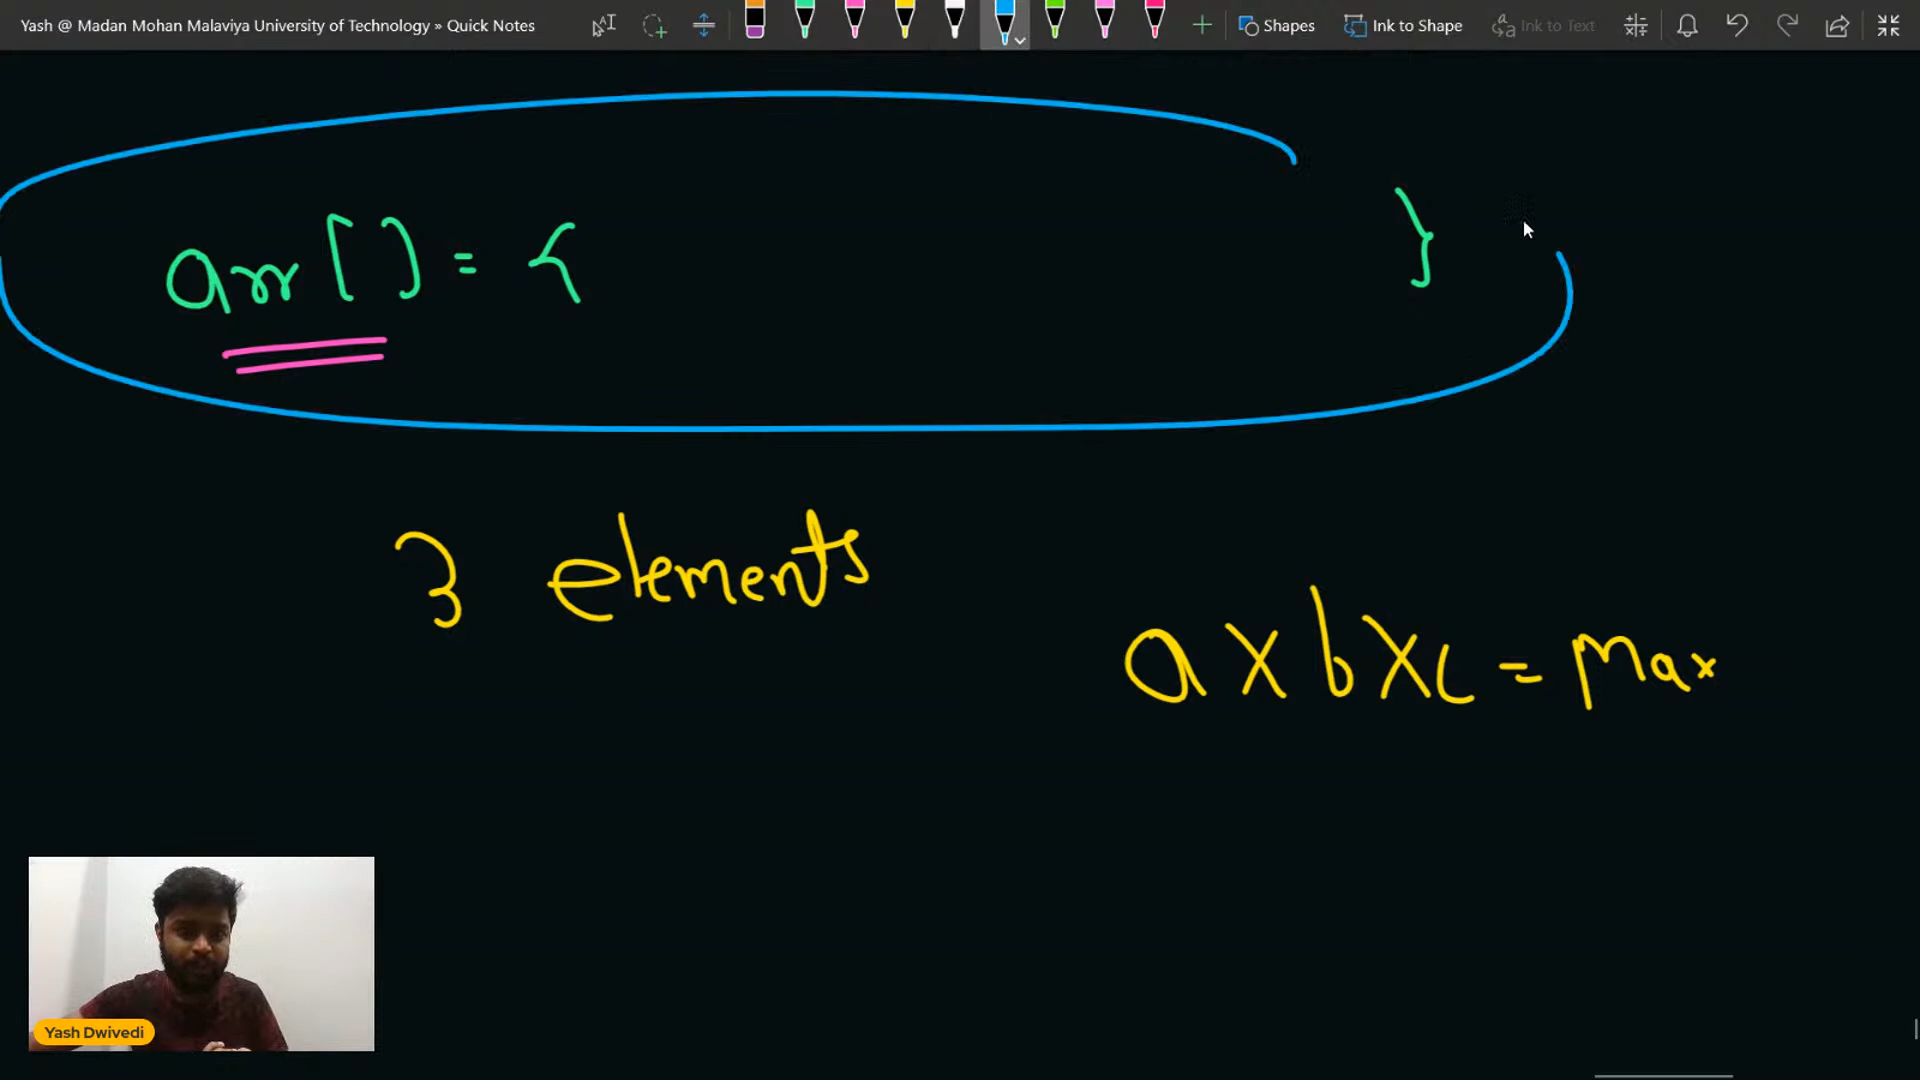 Yash @ Madan Mohan Malaviya University of Technology » Quick Notes
Shapes
Ink to Shape
Ink to Text
arr[] = { }
3 elements
a x b x c = Max
Yash Dwivedi